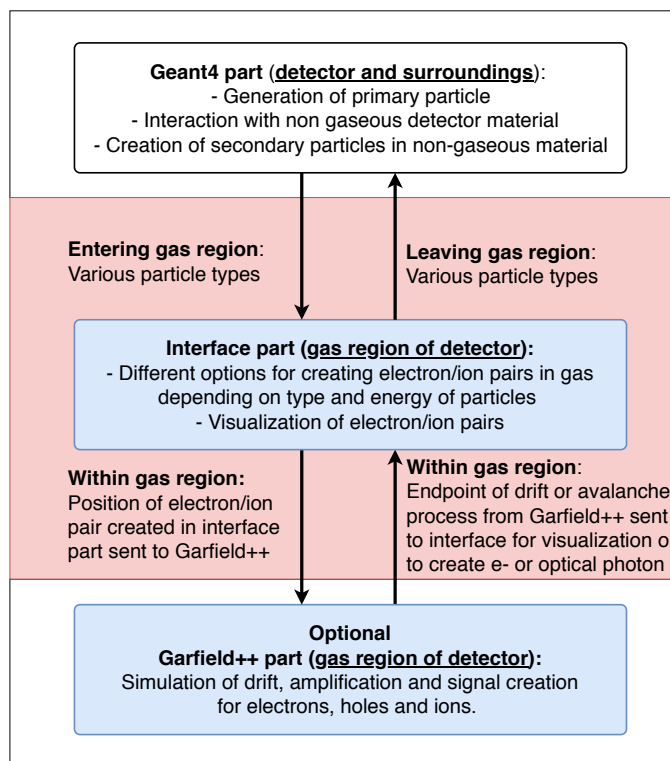 Geant4 part (detector and surroundings):
- Generation of primary particle
- Interaction with non gaseous detector material
- Creation of secondary particles in non-gaseous material
Entering gas region:
Various particle types
Leaving gas region:
Various particle types
Interface part (gas region of detector):
- Different options for creating electron/ion pairs in gas
depending on type and energy of particles
- Visualization of electron/ion pairs
Within gas region:
Position of electron/ion
pair created in interface
part sent to Garfield++
Within gas region:
Endpoint of drift or avalanche
process from Garfield++ sent
to interface for visualization o
to create e- or optical photon
Optional
Garfield++ part (gas region of detector):
Simulation of drift, amplification and signal creation
for electrons, holes and ions.